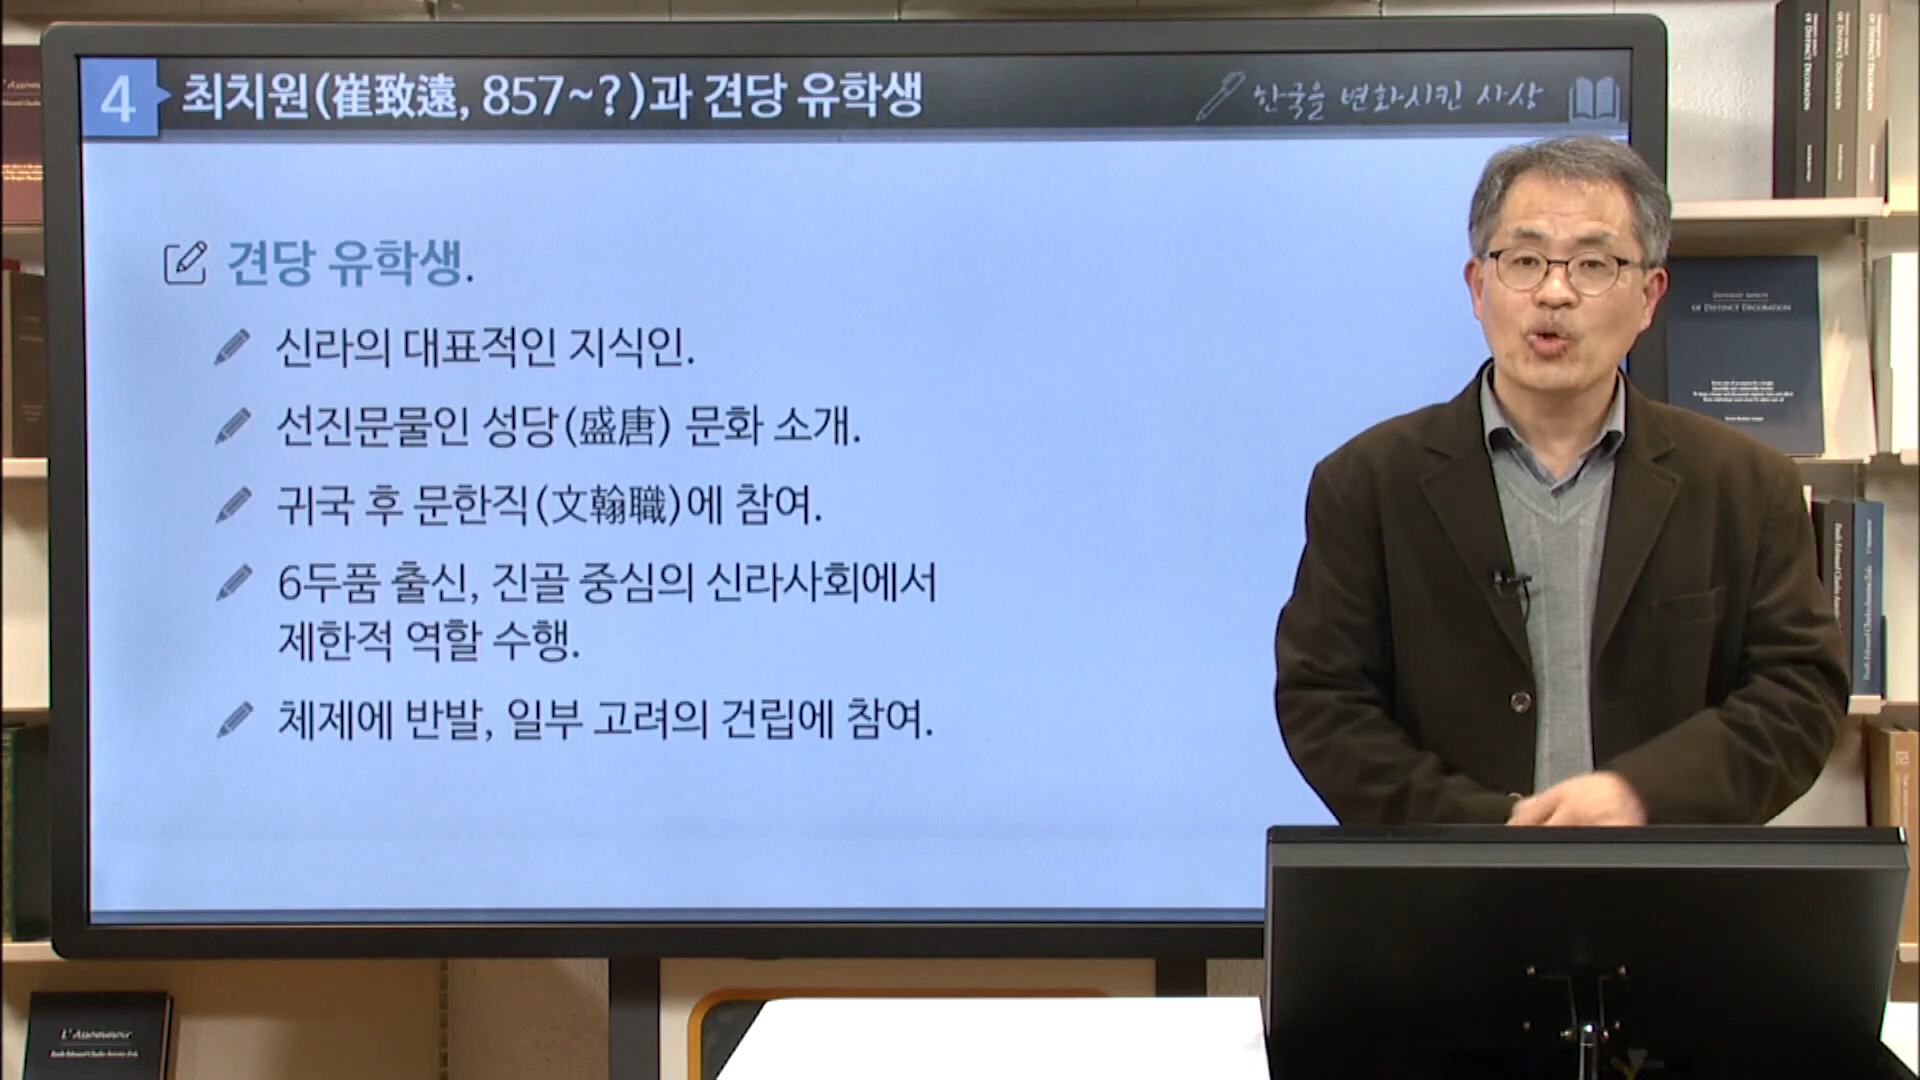 4 최치원(崔致遠, 857~?)과 견당 유학생
한국을 변화시킨 사상
견당 유학생.
신라의 대표적인 지식인.
선진문물인 성당(盛唐) 문화 소개.
귀국 후 문한직(文翰職)에 참여.
6두품 출신, 진골 중심의 신라사회에서
제한적 역할 수행.
체제에 반발, 일부 고려의 건립에 참여.
OF DISTINCT DECORATION